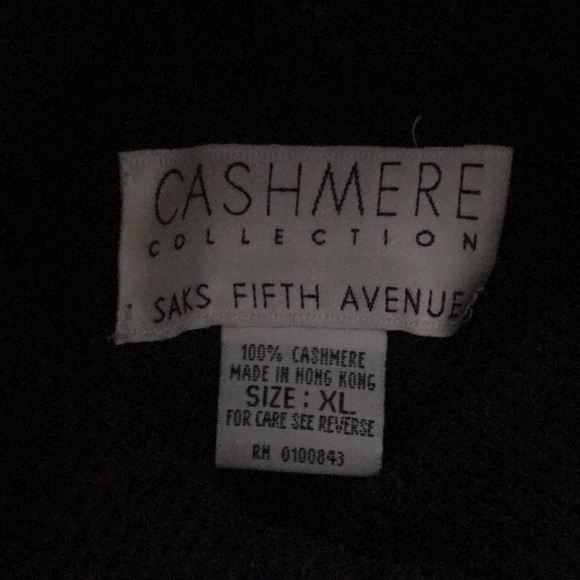 CASHMERE
COLLECTION
SAKS FIFTH AVENUE
100% CASHMERE
MADE IN HONG KONG
SIZE: XL
FOR CARE SEE REVERSE
RN 0100843